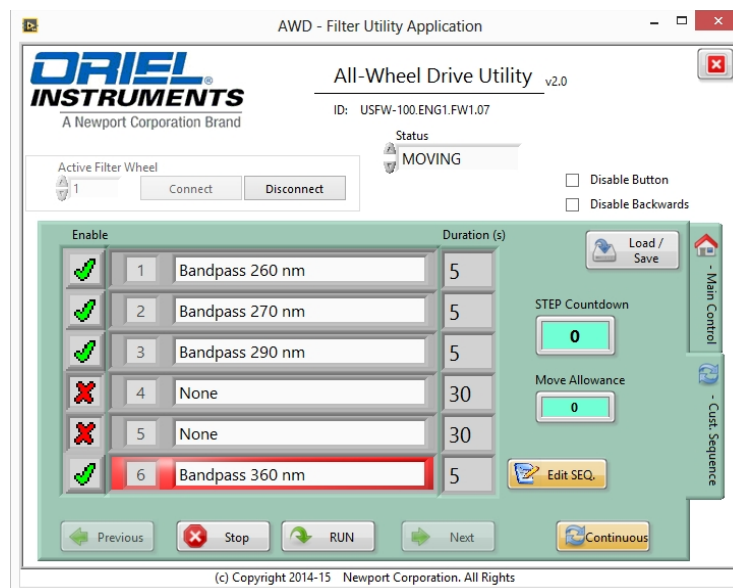 AWD - Filter Utility Application
ORIEL®
INSTRUMENTS
A Newport Corporation Brand
All-Wheel Drive Utility v2.0
ID: USFW-100.ENG1.FW1.07
Status
MOVING
Active Filter Wheel
1 Connect Disconnect
Disable Button
Disable Backwards
Enable Duration (s)
1 Bandpass 260 nm 5
2 Bandpass 270 nm 5
3 Bandpass 290 nm 5
4 None 30
5 None 30
6 Bandpass 360 nm 5
Load /
Save
STEP Countdown
0
Move Allowance
0
Edit SEQ.
- Main Control
- Cust. Sequence
Previous Stop RUN Next Continuous
(c) Copyright 2014-15 Newport Corporation. All Rights